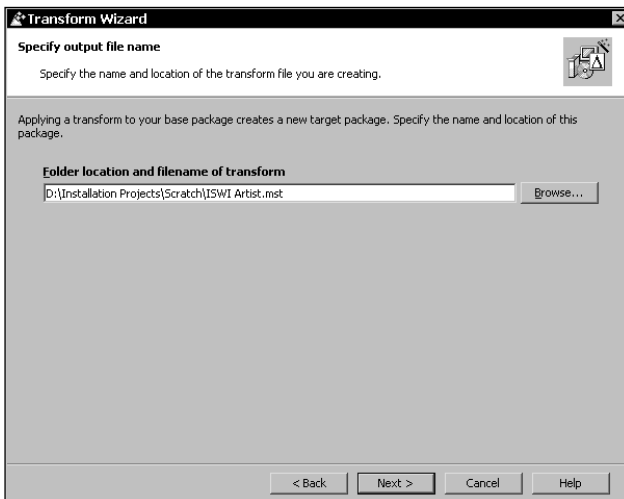 Transform Wizard
Specify output file name
Specify the name and location of the transform file you are creating.
Applying a transform to your base package creates a new target package. Specify the name and location of this
package.
Folder location and filename of transform
D:\Installation Projects\Scratch\ISWI Artist.mst
Browse...
< Back
Next >
Cancel
Help